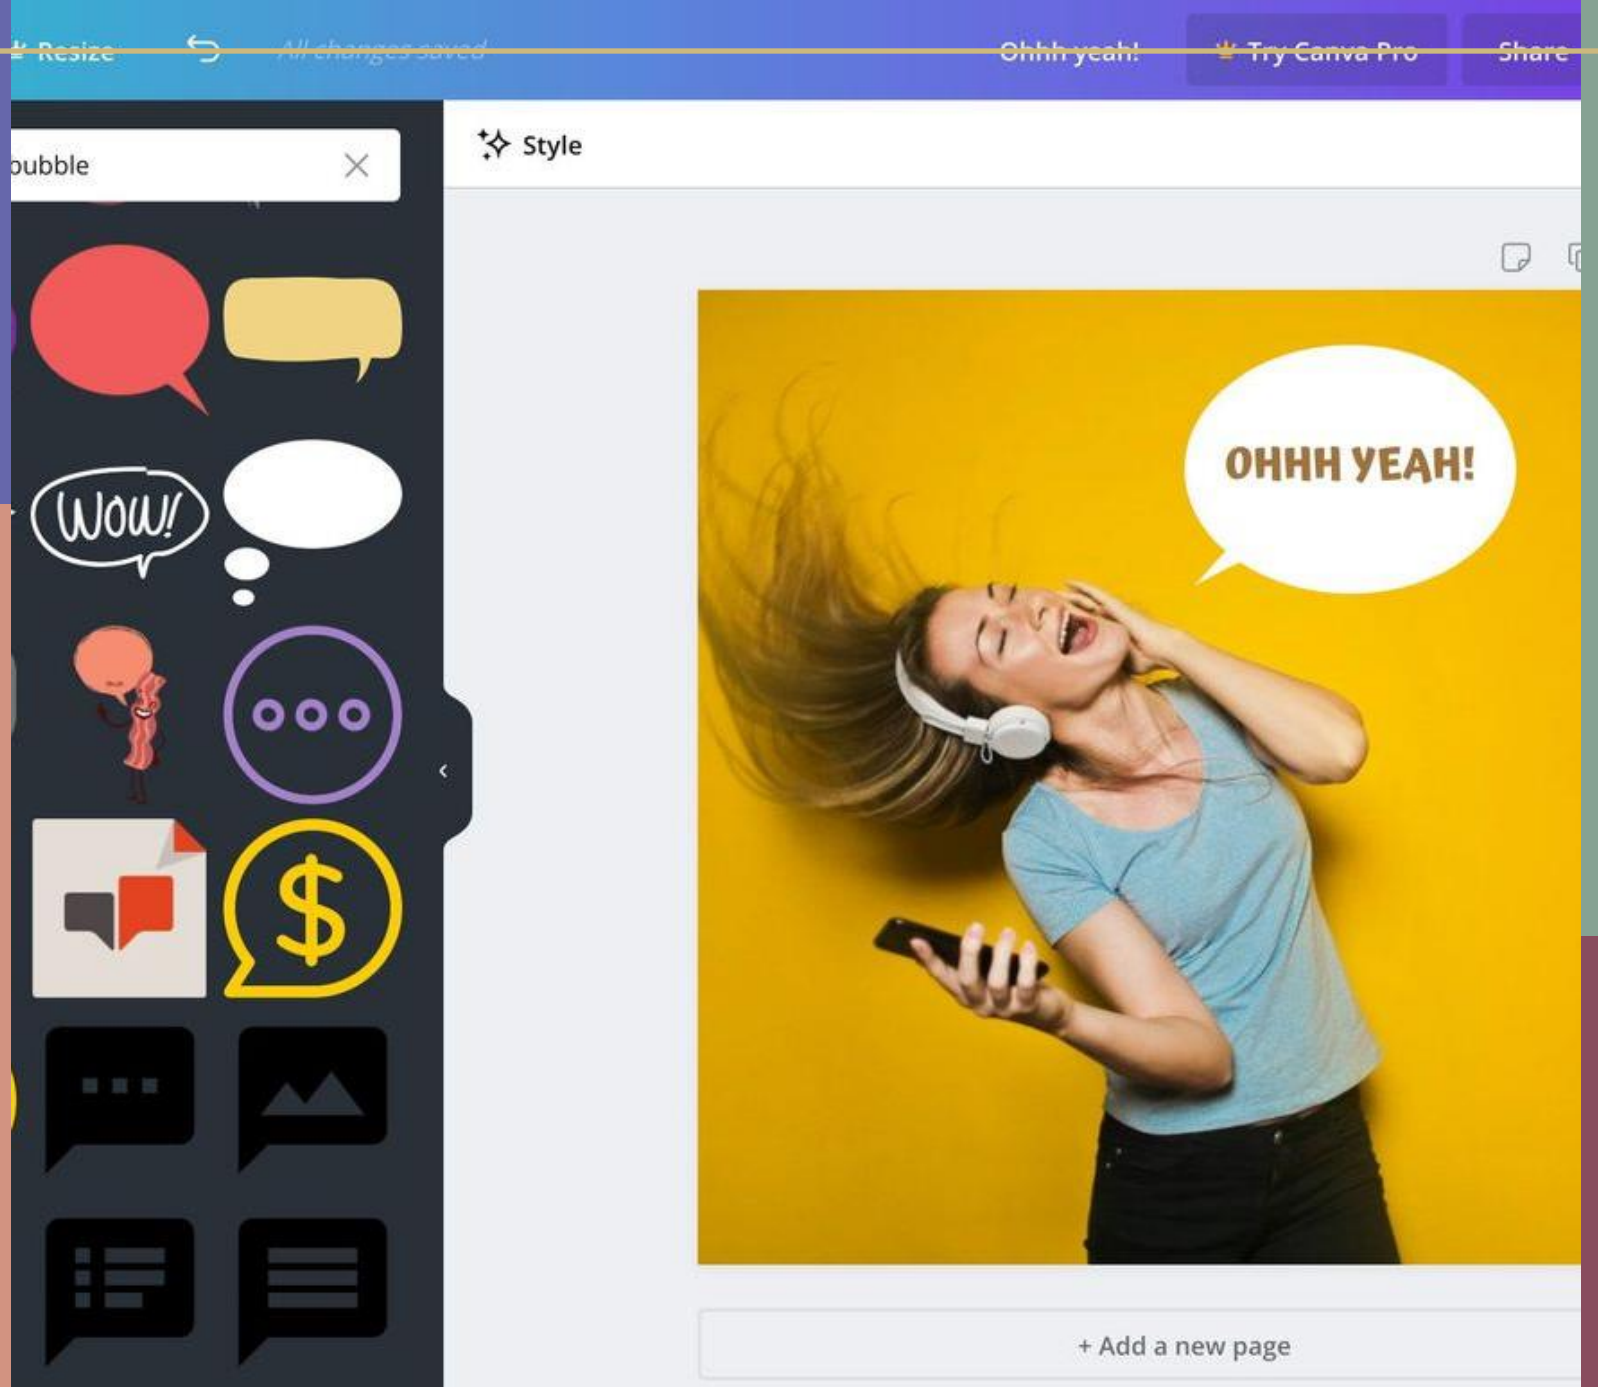 Resize
All changes saved
Ohhh yeah!
Try Canva Pro
Share
bubble
Style
OHHH YEAH!
WOW!
$
+ Add a new page